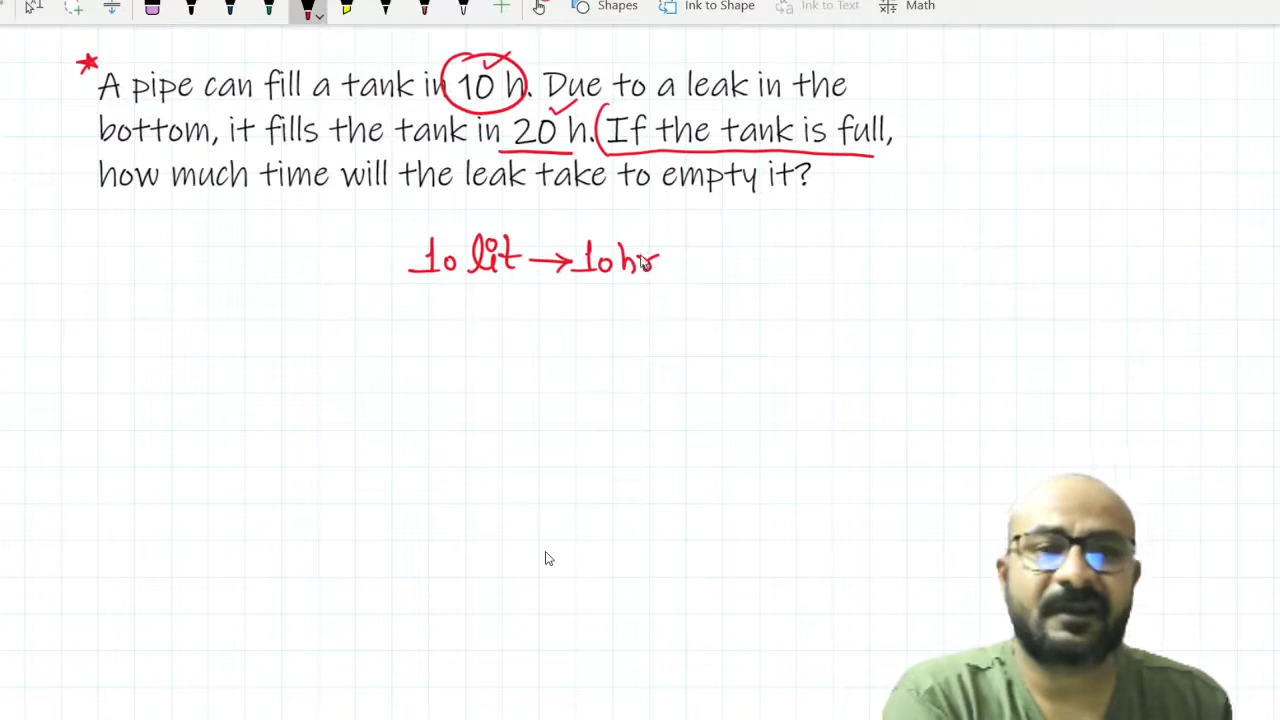 Shapes Ink to Shape Ink to Text Math
A pipe can fill a tank in 10 h. Due to a leak in the
bottom, it fills the tank in 20 h. If the tank is full,
how much time will the leak take to empty it?
10 lit → 10hr